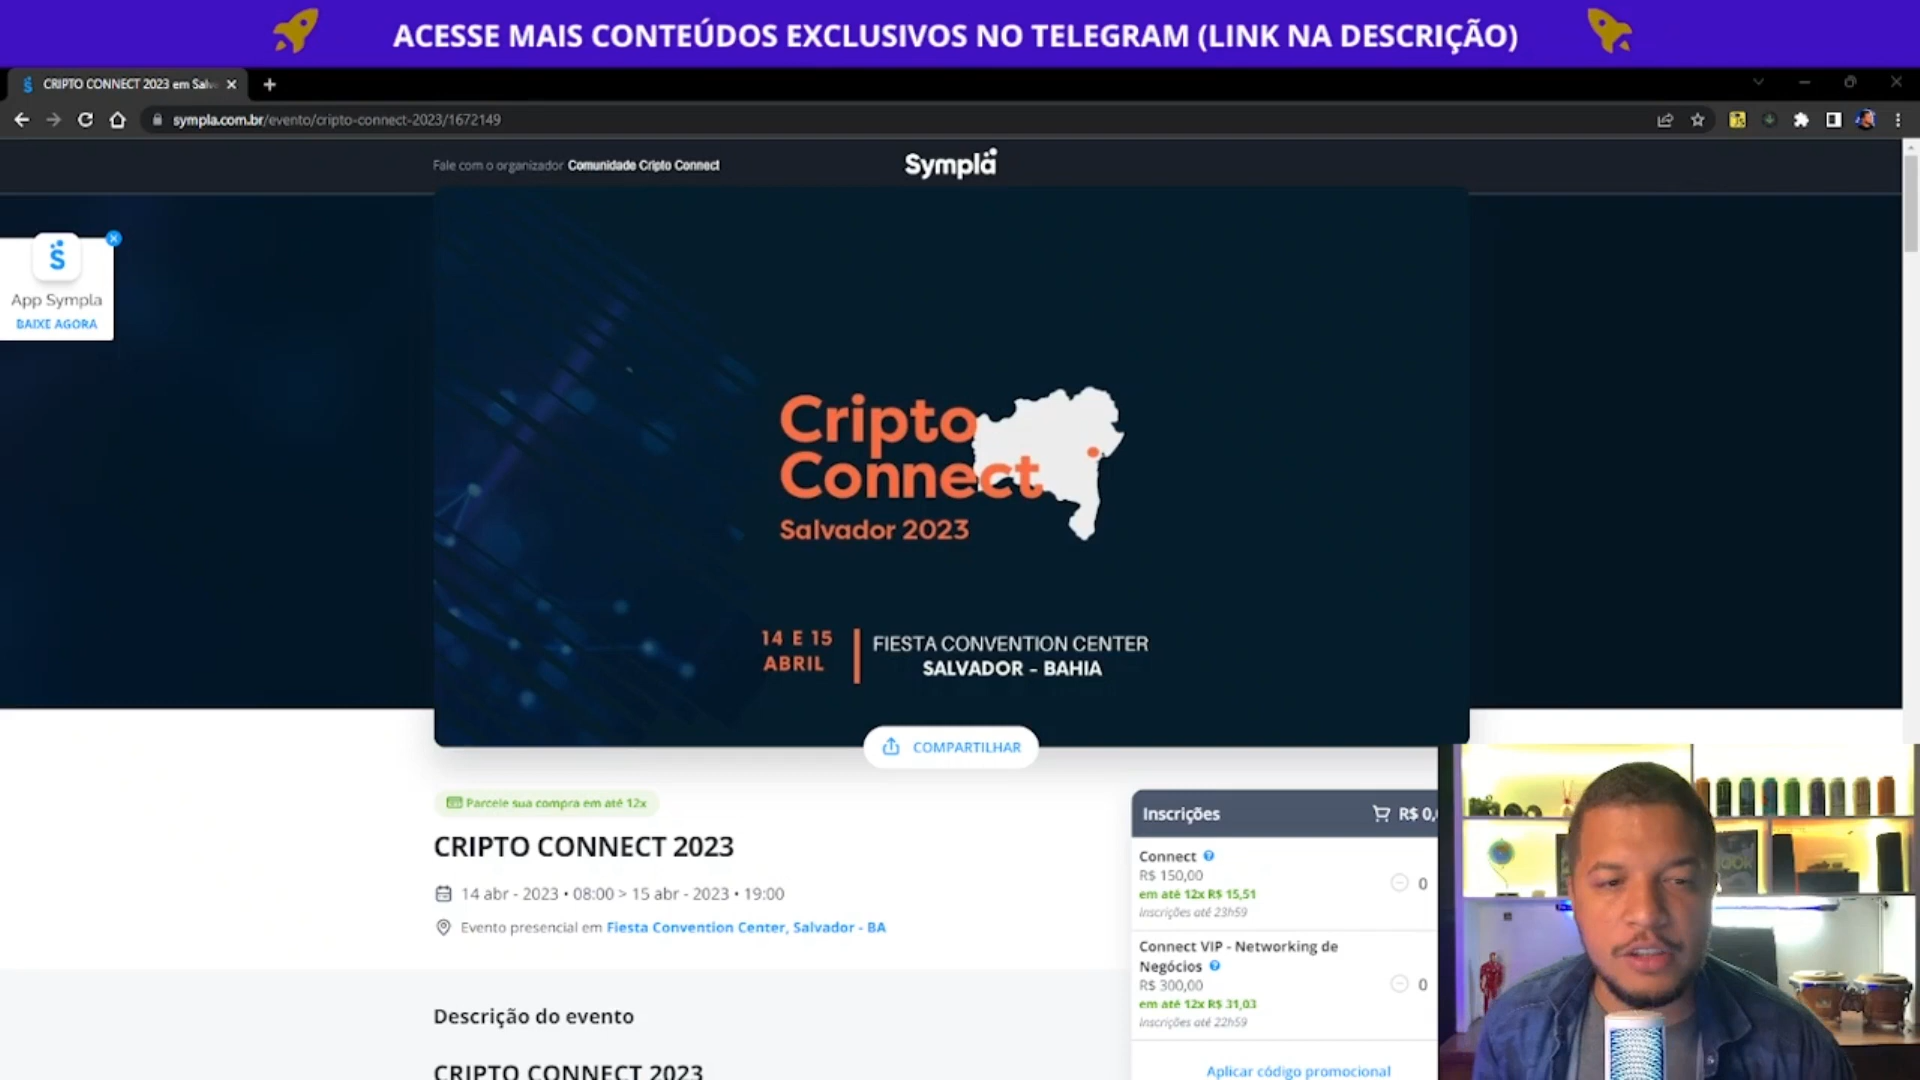 ACESSE MAIS CONTEÚDOS EXCLUSIVOS NO TELEGRAM (LINK NA DESCRIÇÃO)
CRIPTO CONNECT 2023 em Salv
sympla.com.br/evento/cripto-connect-2023/1672149
Fale com o organizador Comunidade Cripto Connect
Sympla
App Sympla
BAIXE AGORA
Cripto
Connect
Salvador 2023
14 E 15
ABRIL
FIESTA CONVENTION CENTER
SALVADOR - BAHIA
COMPARTILHAR
Parcele sua compra em até 12x
CRIPTO CONNECT 2023
14 abr - 2023 • 08:00 > 15 abr - 2023 • 19:00
Evento presencial em Fiesta Convention Center, Salvador - BA
Descrição do evento
CRIPTO CONNECT 2023
Inscrições R$ 0,
Connect
R$ 150,00
em até 12x R$ 15,51
Inscrições até 23h59
0
Connect VIP - Networking de
Negócios
R$ 300,00
em até 12x R$ 31,03
Inscrições até 22h59
0
Aplicar código promocional